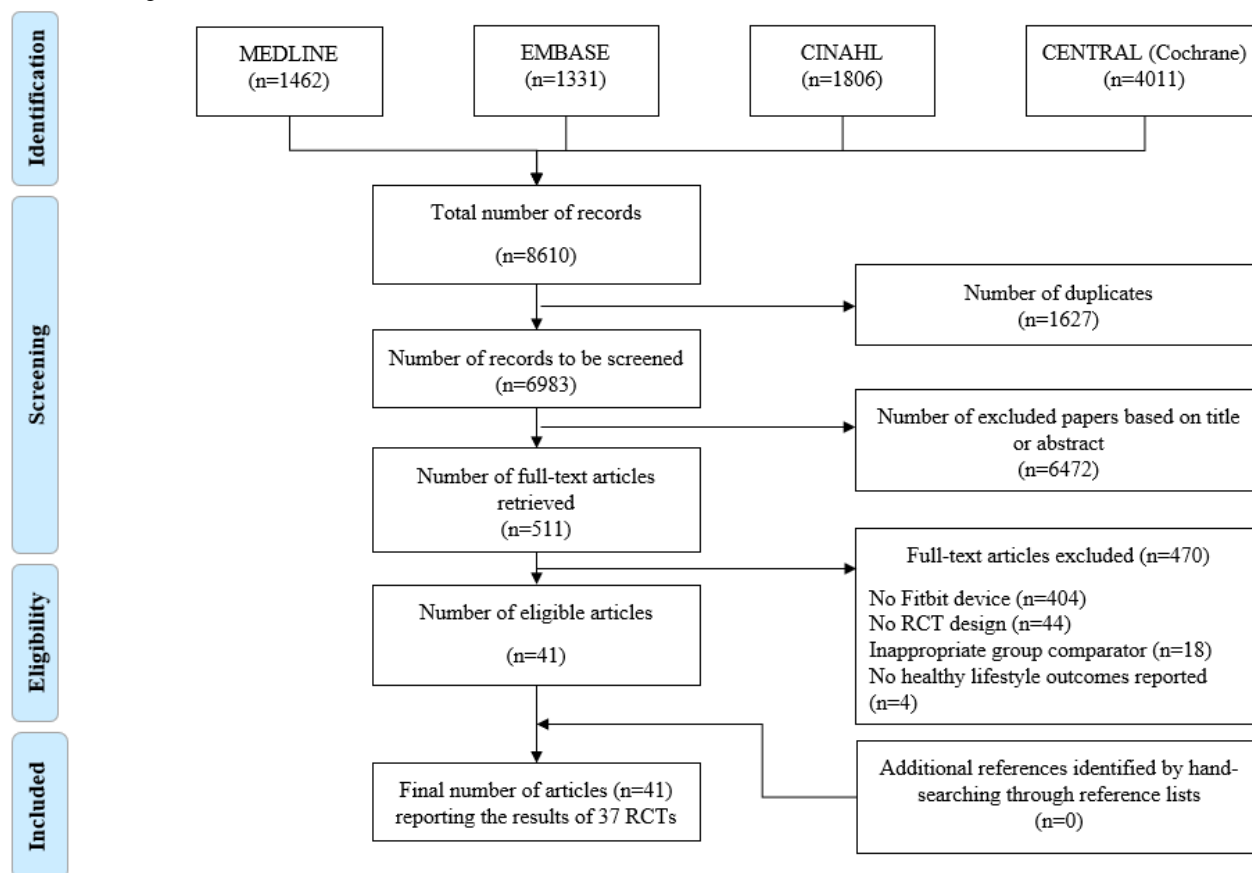 Identification
MEDLINE
(n=1462)
EMBASE
(n=1331)
CINAHL
(n=1806)
CENTRAL (Cochrane)
(n=4011)
Screening
Total number of records
(n=8610)
Number of duplicates
(n=1627)
Number of records to be screened
(n=6983)
Number of excluded papers based on title
or abstract
(n=6472)
Number of full-text articles
retrieved
(n=511)
Eligibility
Full-text articles excluded (n=470)
No Fitbit device (n=404)
No RCT design (n=44)
Inappropriate group comparator (n=18)
No healthy lifestyle outcomes reported
(n=4)
Number of eligible articles
(n=41)
Included
Additional references identified by hand-
searching through reference lists
(n=0)
Final number of articles (n=41)
reporting the results of 37 RCTs